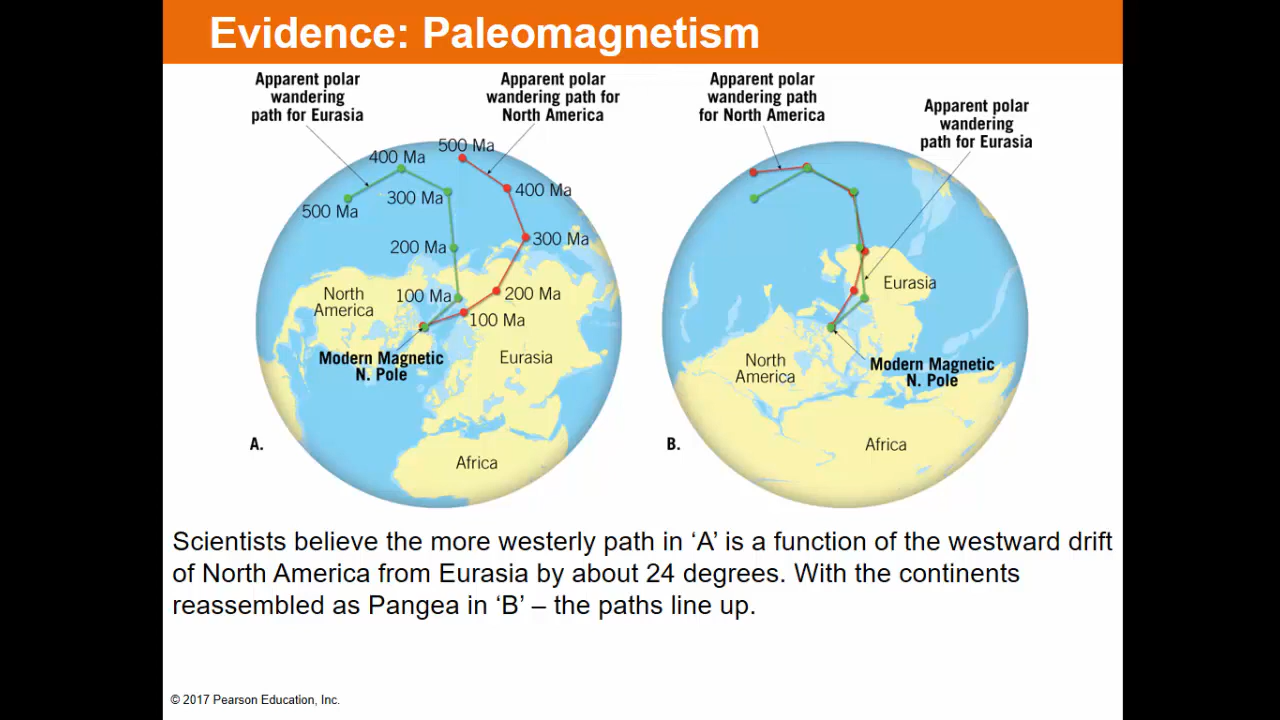 Evidence: Paleomagnetism
Apparent polar
wandering
path for Eurasia
Apparent polar
wandering path for
North America
500 Ma
400 Ma
300 Ma
200 Ma
100 Ma
500 Ma
400 Ma
300 Ma
200 Ma
100 Ma
North
America
Eurasia
Modern Magnetic
N. Pole
Africa
A.
Apparent polar
wandering path
for North America
Apparent polar
wandering
path for Eurasia
Eurasia
North
America
Modern Magnetic
N. Pole
Africa
B.
Scientists believe the more westerly path in ‘A’ is a function of the westward drift
of North America from Eurasia by about 24 degrees. With the continents
reassembled as Pangea in ‘B’ – the paths line up.
© 2017 Pearson Education, Inc.